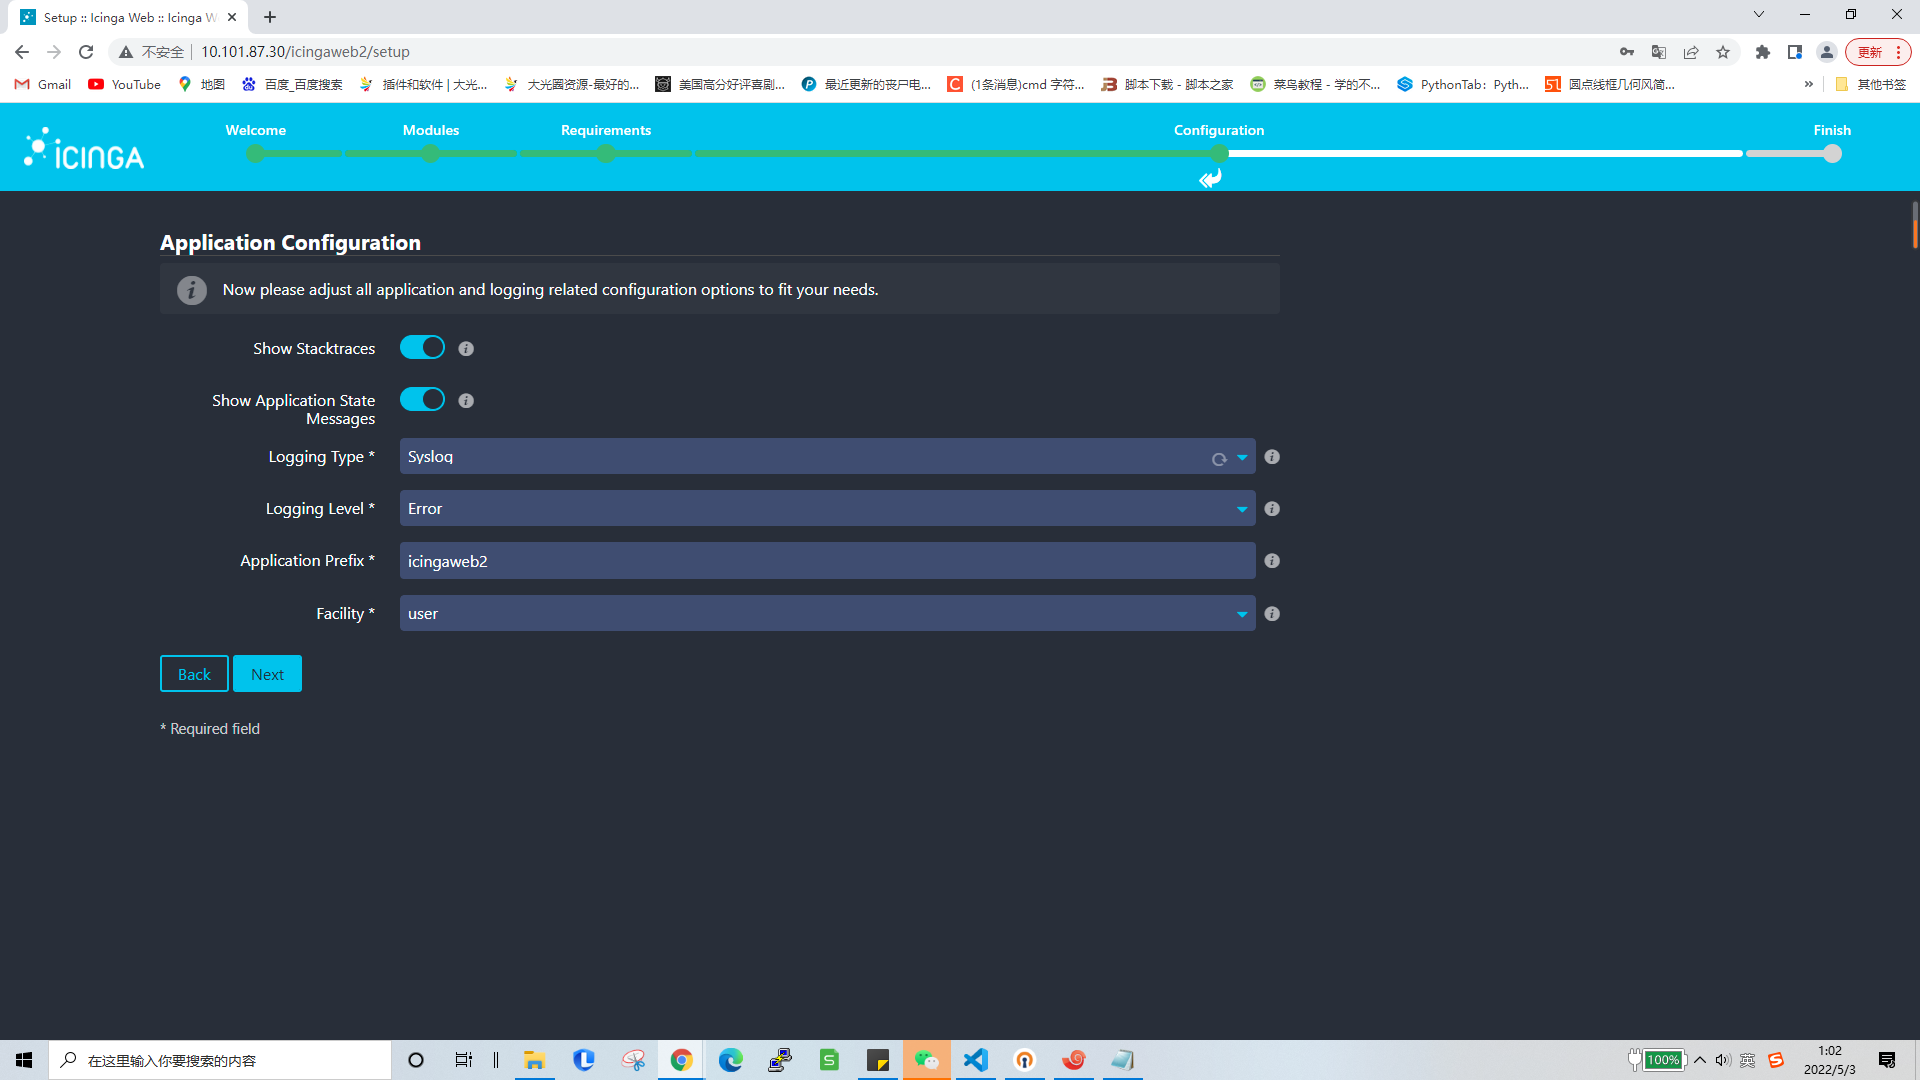 Setup :: Icinga Web :: Icinga W
不安全
10.101.87.30/icingaweb2/setup
更新
Gmail
YouTube
地图
百度_百度搜索
插件和软件 | 大光...
大光圈资源-最好的...
美国高分好评喜剧...
最近更新的丧尸电...
(1条消息)cmd 字符...
脚本下载 - 脚本之家
菜鸟教程 - 学的不...
PythonTab：Pyth...
圆点线框几何风简...
»
其他书签
ICINGA
Welcome
Modules
Requirements
Configuration
Finish
Application Configuration
Now please adjust all application and logging related configuration options to fit your needs.
Show Stacktraces
Show Application State
Messages
Logging Type *
Syslog
Logging Level *
Error
Application Prefix *
icingaweb2
Facility *
user
Back
Next
* Required field
在这里输入你要搜索的内容
100%
英
1:02
2022/5/3